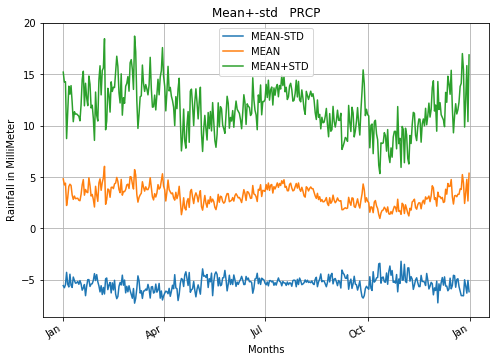 Mean+-std   PRCP
MEAN-STD
MEAN
MEAN+STD
Rainfall in MilliMeter
20
15
10
5
0
−5
Jan
Apr
Jul
Oct
Jan
Months